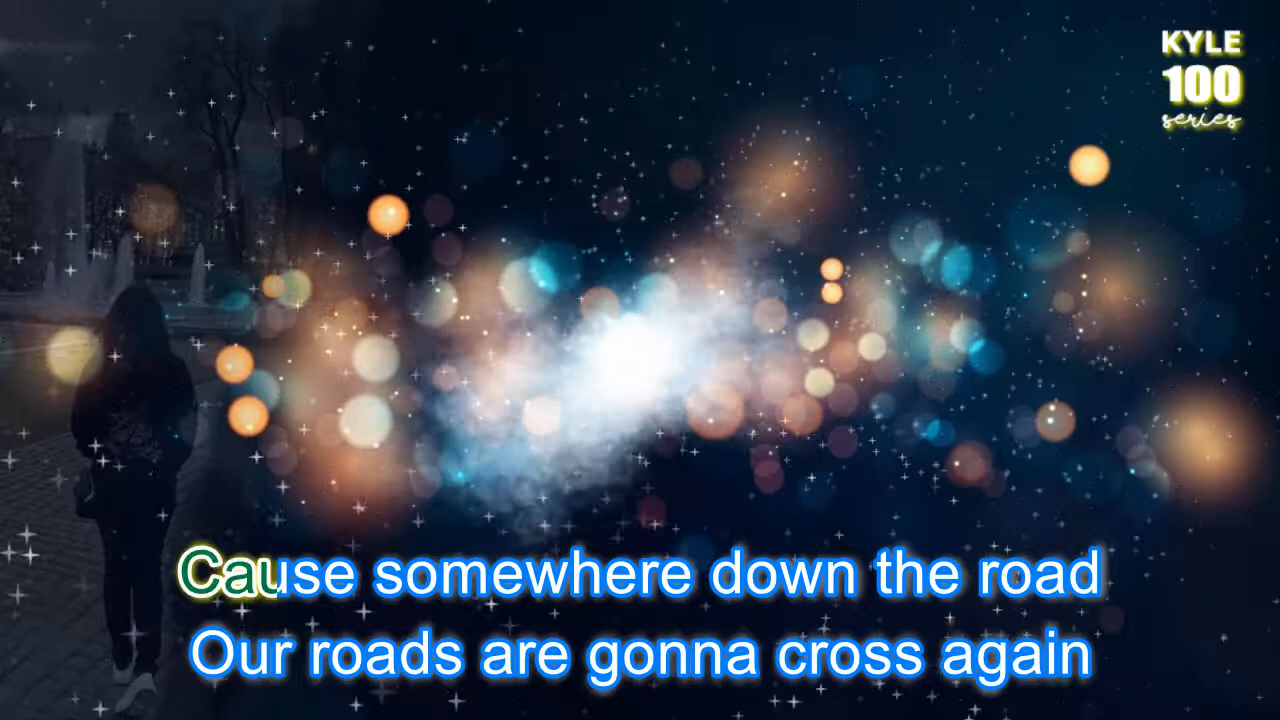 KYLE
100
series
Cause somewhere down the road
Our roads are gonna cross again